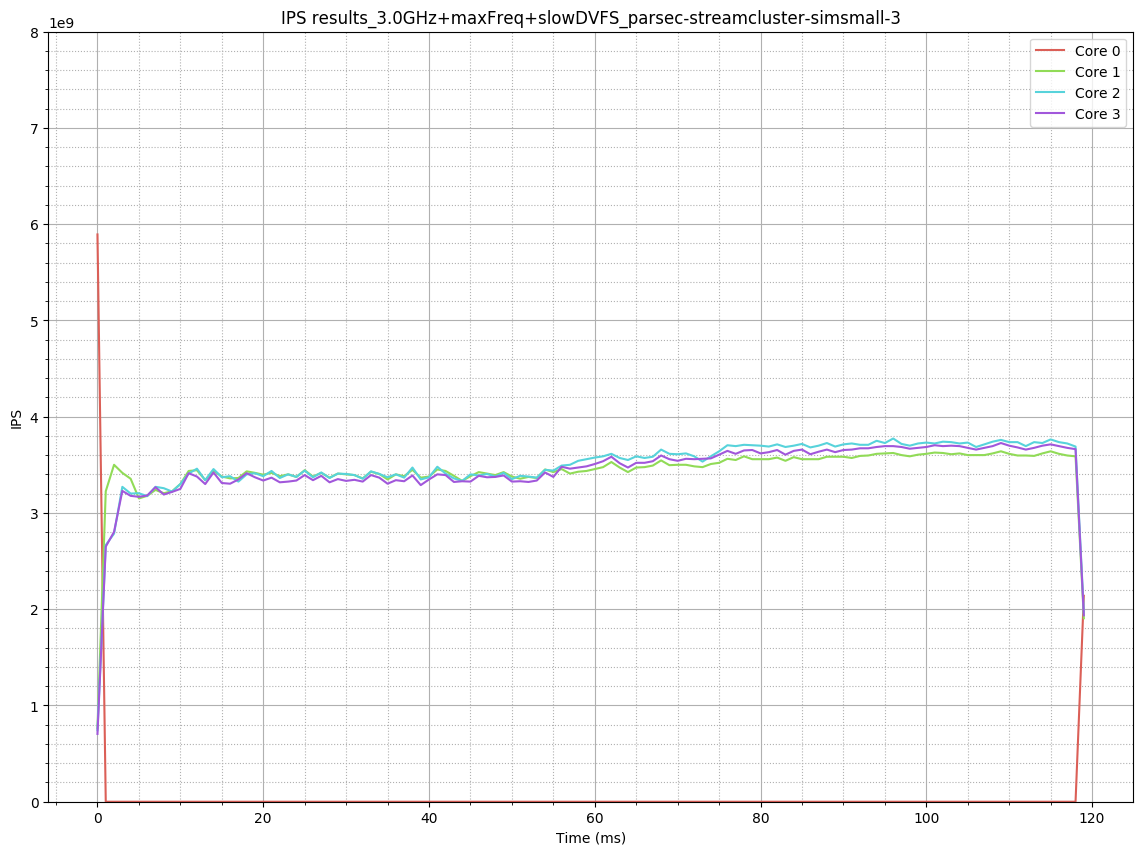 IPS results_3.0GHz+maxFreq+slowDVFS_parsec-streamcluster-simsmall-3
1e9
8
7
6
5
4
3
2
1
0
IPS
Core 0
Core 1
Core 2
Core 3
0 20 40 60 80 100 120
Time (ms)